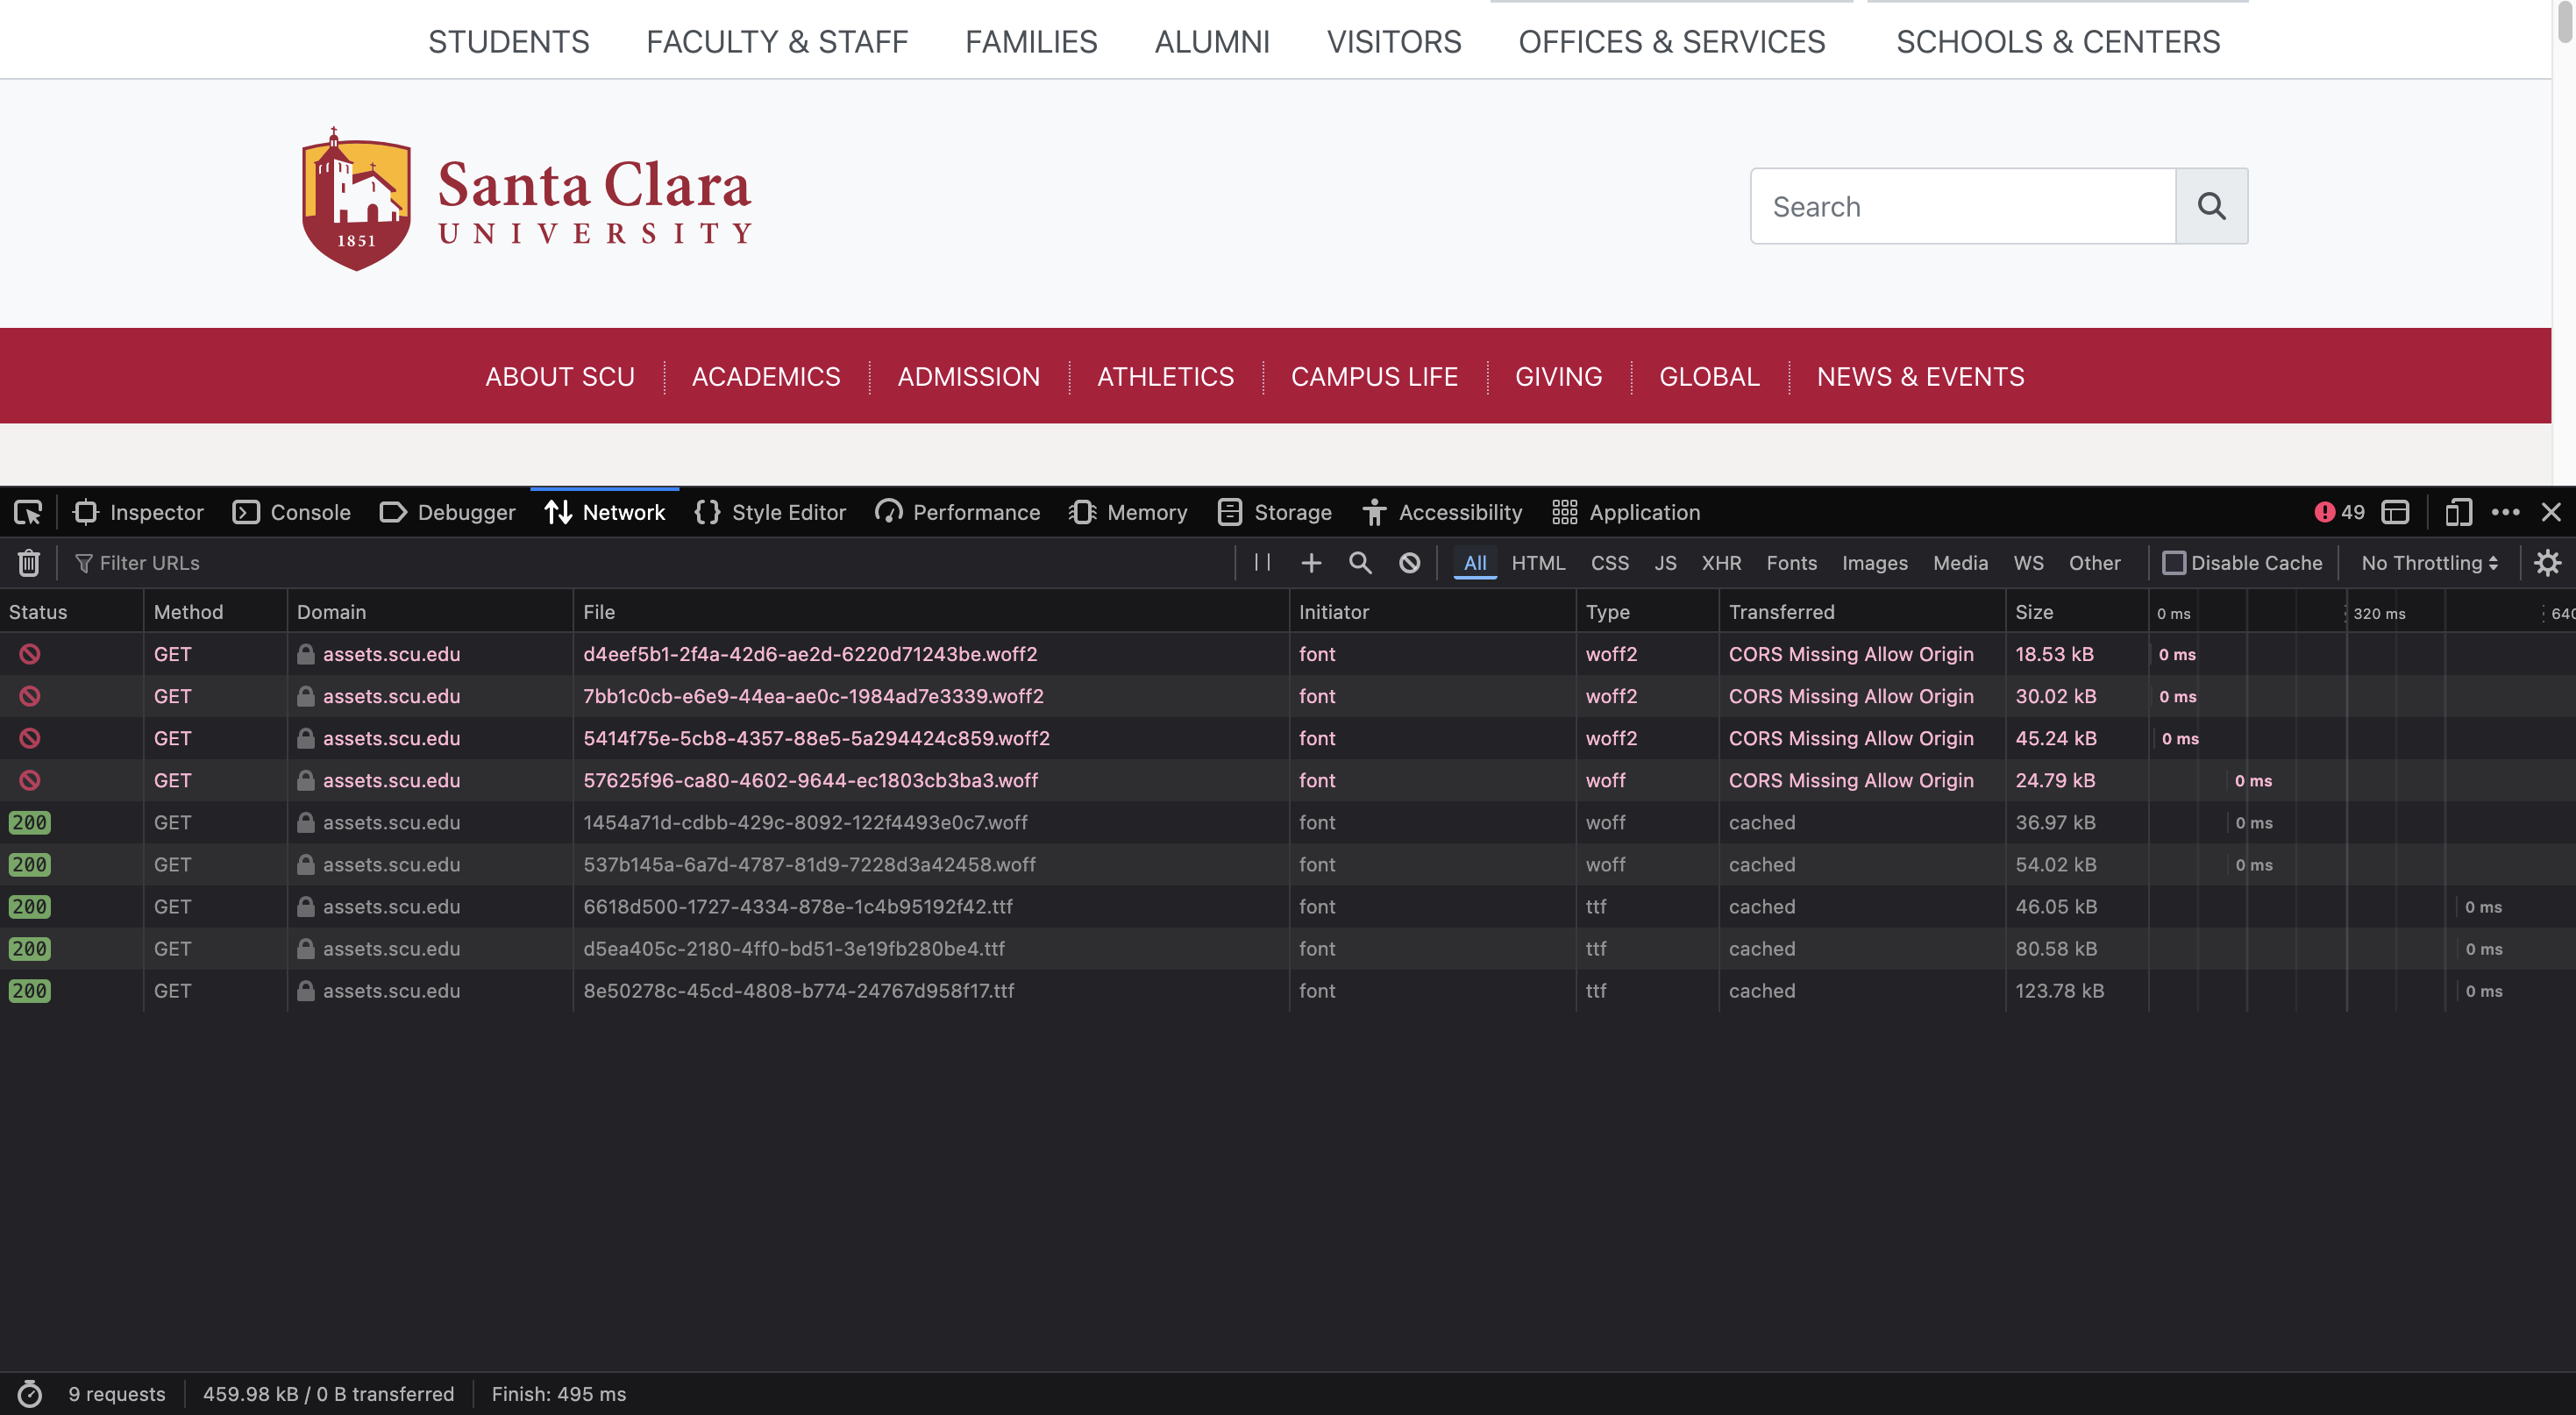 STUDENTS FACULTY & STAFF FAMILIES ALUMNI VISITORS OFFICES & SERVICES SCHOOLS & CENTERS
1851
Santa Clara
UNIVERSITY
Search
ABOUT SCU ACADEMICS ADMISSION ATHLETICS CAMPUS LIFE GIVING GLOBAL NEWS & EVENTS
Inspector Console Debugger Network Style Editor Performance Memory Storage Accessibility Application 49
Filter URLs All HTML CSS JS XHR Fonts Images Media WS Other Disable Cache No Throttling
Status Method Domain File Initiator Type Transferred Size 0 ms 320 ms 640
GET assets.scu.edu d4eef5b1-2f4a-42d6-ae2d-6220d71243be.woff2 font woff2 CORS Missing Allow Origin 18.53 kB 0 ms
GET assets.scu.edu 7bb1c0cb-e6e9-44ea-ae0c-1984ad7e3339.woff2 font woff2 CORS Missing Allow Origin 30.02 kB 0 ms
GET assets.scu.edu 5414f75e-5cb8-4357-88e5-5a294424c859.woff2 font woff2 CORS Missing Allow Origin 45.24 kB 0 ms
GET assets.scu.edu 57625f96-ca80-4602-9644-ec1803cb3ba3.woff font woff CORS Missing Allow Origin 24.79 kB 0 ms
200 GET assets.scu.edu 1454a71d-cdbb-429c-8092-122f4493e0c7.woff font woff cached 36.97 kB 0 ms
200 GET assets.scu.edu 537b145a-6a7d-4787-81d9-7228d3a42458.woff font woff cached 54.02 kB 0 ms
200 GET assets.scu.edu 6618d500-1727-4334-878e-1c4b95192f42.ttf font ttf cached 46.05 kB 0 ms
200 GET assets.scu.edu d5ea405c-2180-4ff0-bd51-3e19fb280be4.ttf font ttf cached 80.58 kB 0 ms
200 GET assets.scu.edu 8e50278c-45cd-4808-b774-24767d958f17.ttf font ttf cached 123.78 kB 0 ms
9 requests 459.98 kB / 0 B transferred Finish: 495 ms